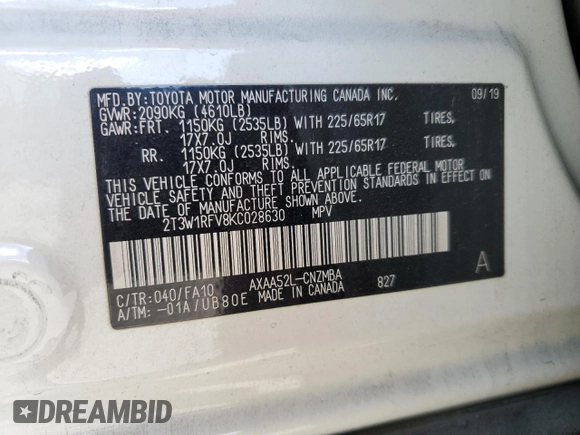 MFD.BY:TOYOTA MOTOR MANUFACTURING CANADA INC. 09/19
GVWR:2090KG (4610LB)
GAWR:FRT. 1150KG (2535LB) WITH 225/65R17 TIRES.
17X7.0J RIMS.
RR. 1150KG (2535LB) WITH 225/65R17 TIRES.
17X7.0J RIMS.
THIS VEHICLE CONFORMS TO ALL APPLICABLE FEDERAL MOTOR
VEHICLE SAFETY AND THEFT PREVENTION STANDARDS IN EFFECT
ON THE DATE OF MANUFACTURE SHOWN ABOVE.
2T3W1RFV8KC028630 MPV
C/TR:040/FA10 AXAA52L-CNZMBA 827 A
A/TM:-01A/UB80E MADE IN CANADA
DREAMBID